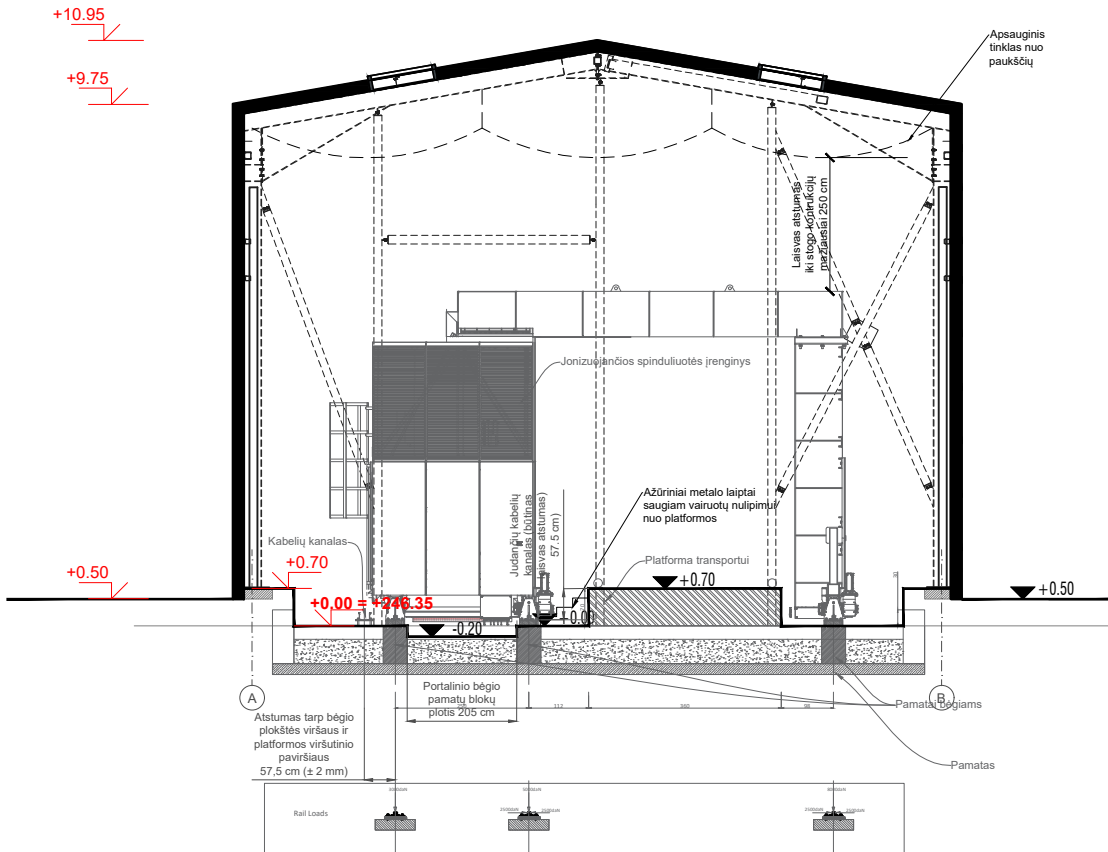 +10.95
+9.75
Apsauginis
tinklas nuo
paukščių
Laisvas atstumas
iki stogo kontrukcijų
mažiausiai 250 cm
Jonizuojančios spinduliuotės įrenginys
Ažūriniai metalo laiptai
saugiam vairuotų nulipimui
nuo platformos
Judančių kabelių
kanalas (būtinas
laisvas atstumas)
57.5 cm
Kabelių kanalas
Platforma transportui
+0.50
+0.70
+0.70
+0.50
+0.00 = +246.35
-0.20
+0.00
A
B
Portalinio bėgio
pamatų blokų
plotis 205 cm
112
360
98
Pamatai bėgiams
Atstumas tarp bėgio
plokštės viršaus ir
platformos viršutinio
paviršiaus
57,5 cm (± 2 mm)
Pamatas
Rail Loads